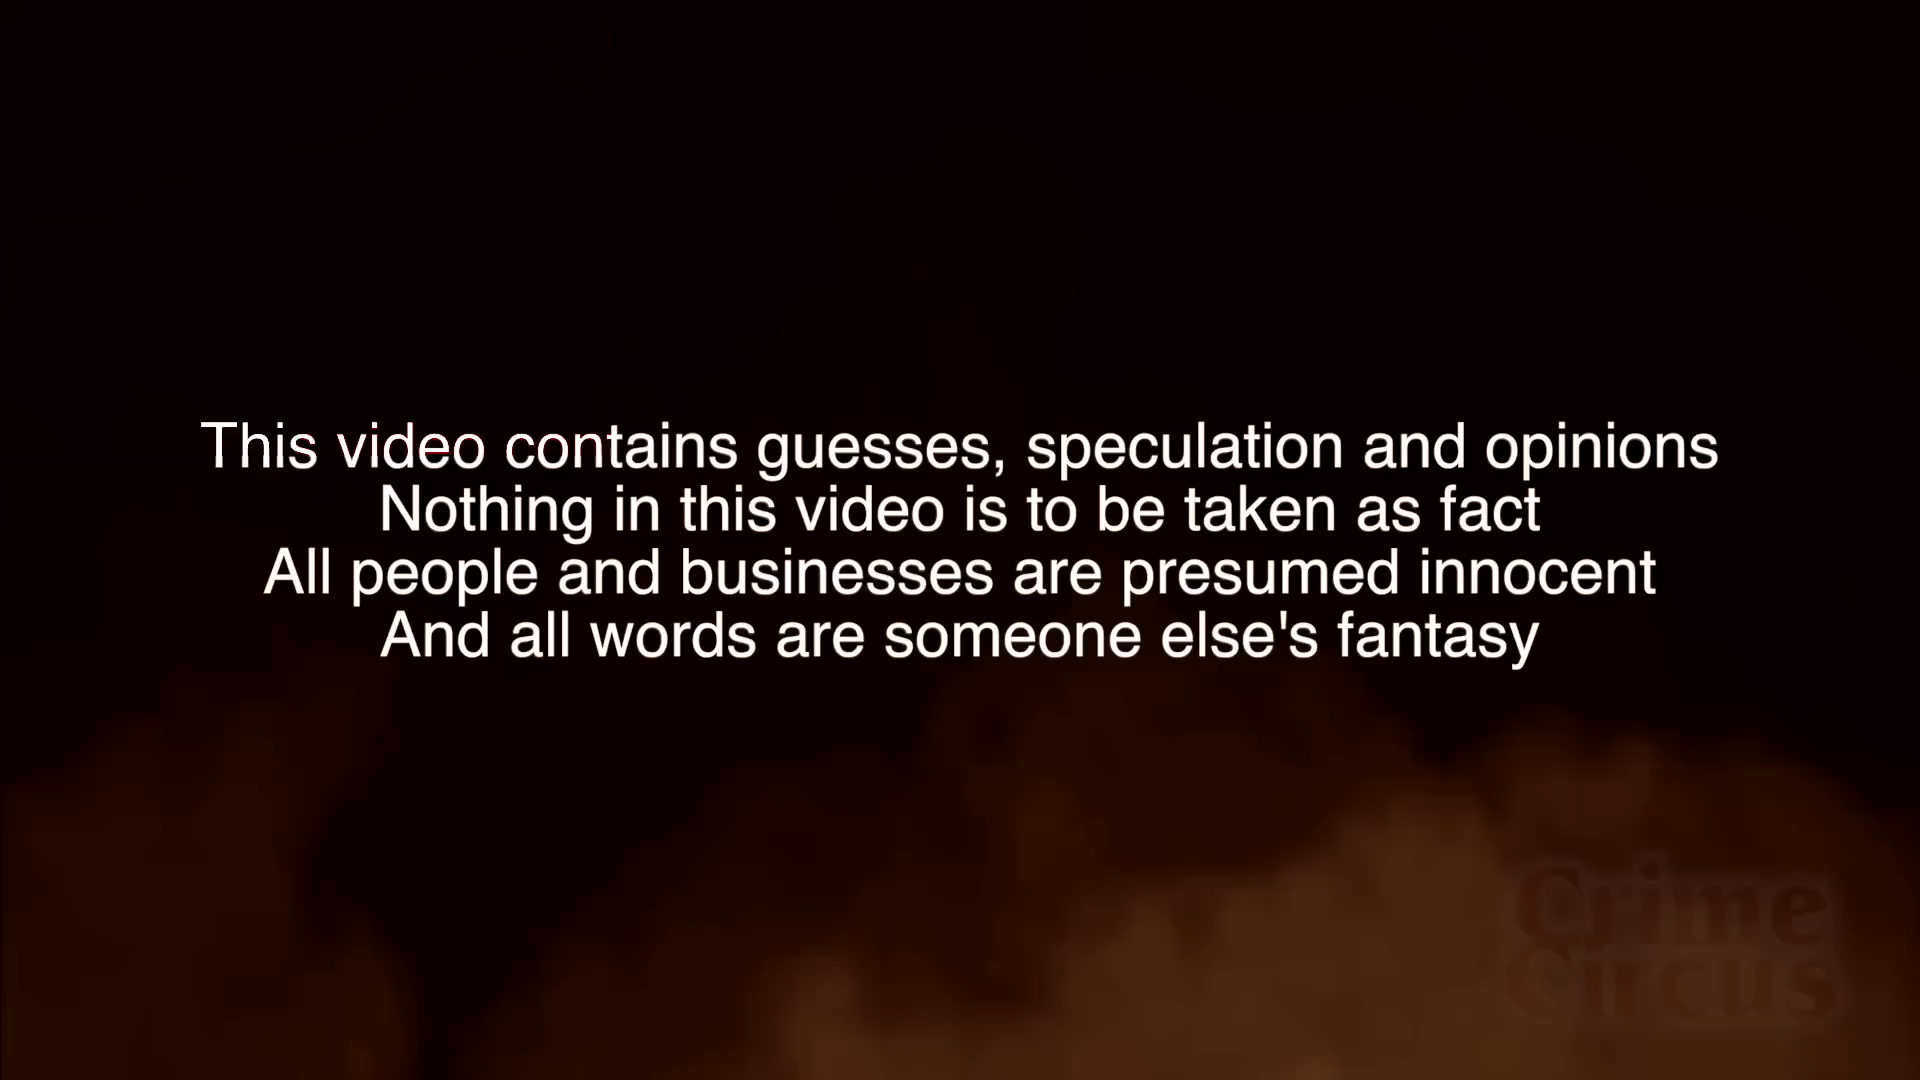 This video contains guesses, speculation and opinions
Nothing in this video is to be taken as fact
All people and businesses are presumed innocent
And all words are someone else's fantasy
Crime
Circus